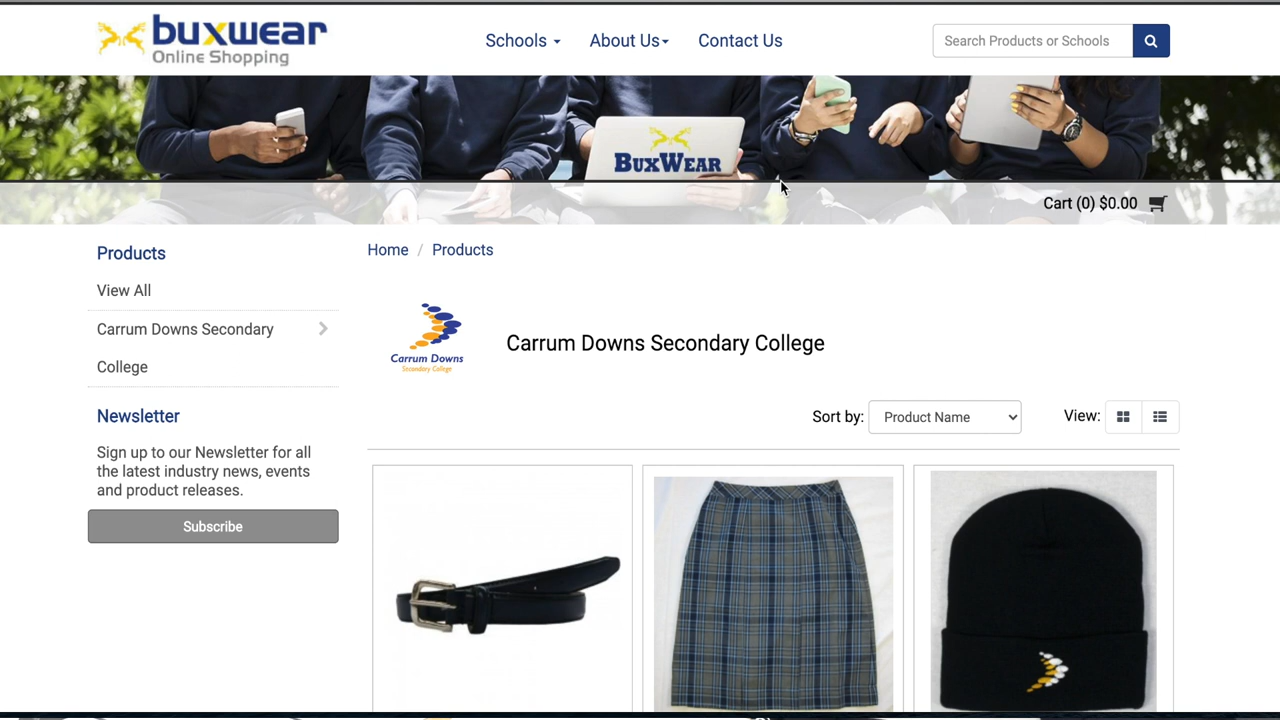 buxwear
Online Shopping
Schools
About Us
Contact Us
Search Products or Schools
BUXWEAR
Cart (0) $0.00
Products
View All
Carrum Downs Secondary
College
Newsletter
Sign up to our Newsletter for all
the latest industry news, events
and product releases.
Subscribe
Home / Products
Carrum Downs
Secondary College
Carrum Downs Secondary College
Sort by: Product Name
View: